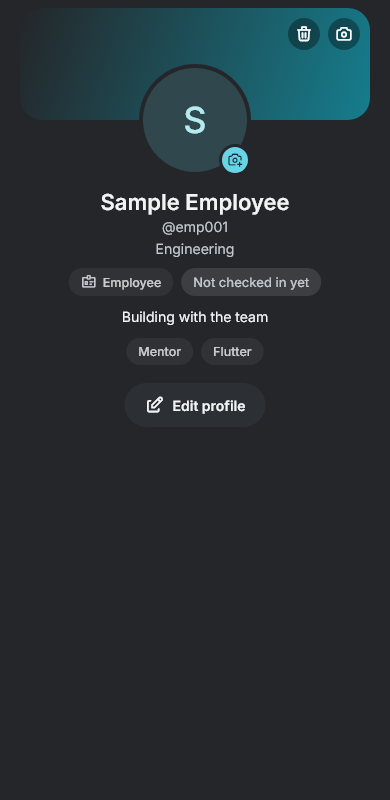 S
Sample Employee
@emp001
Engineering
Employee
Not checked in yet
Building with the team
Mentor
Flutter
Edit profile